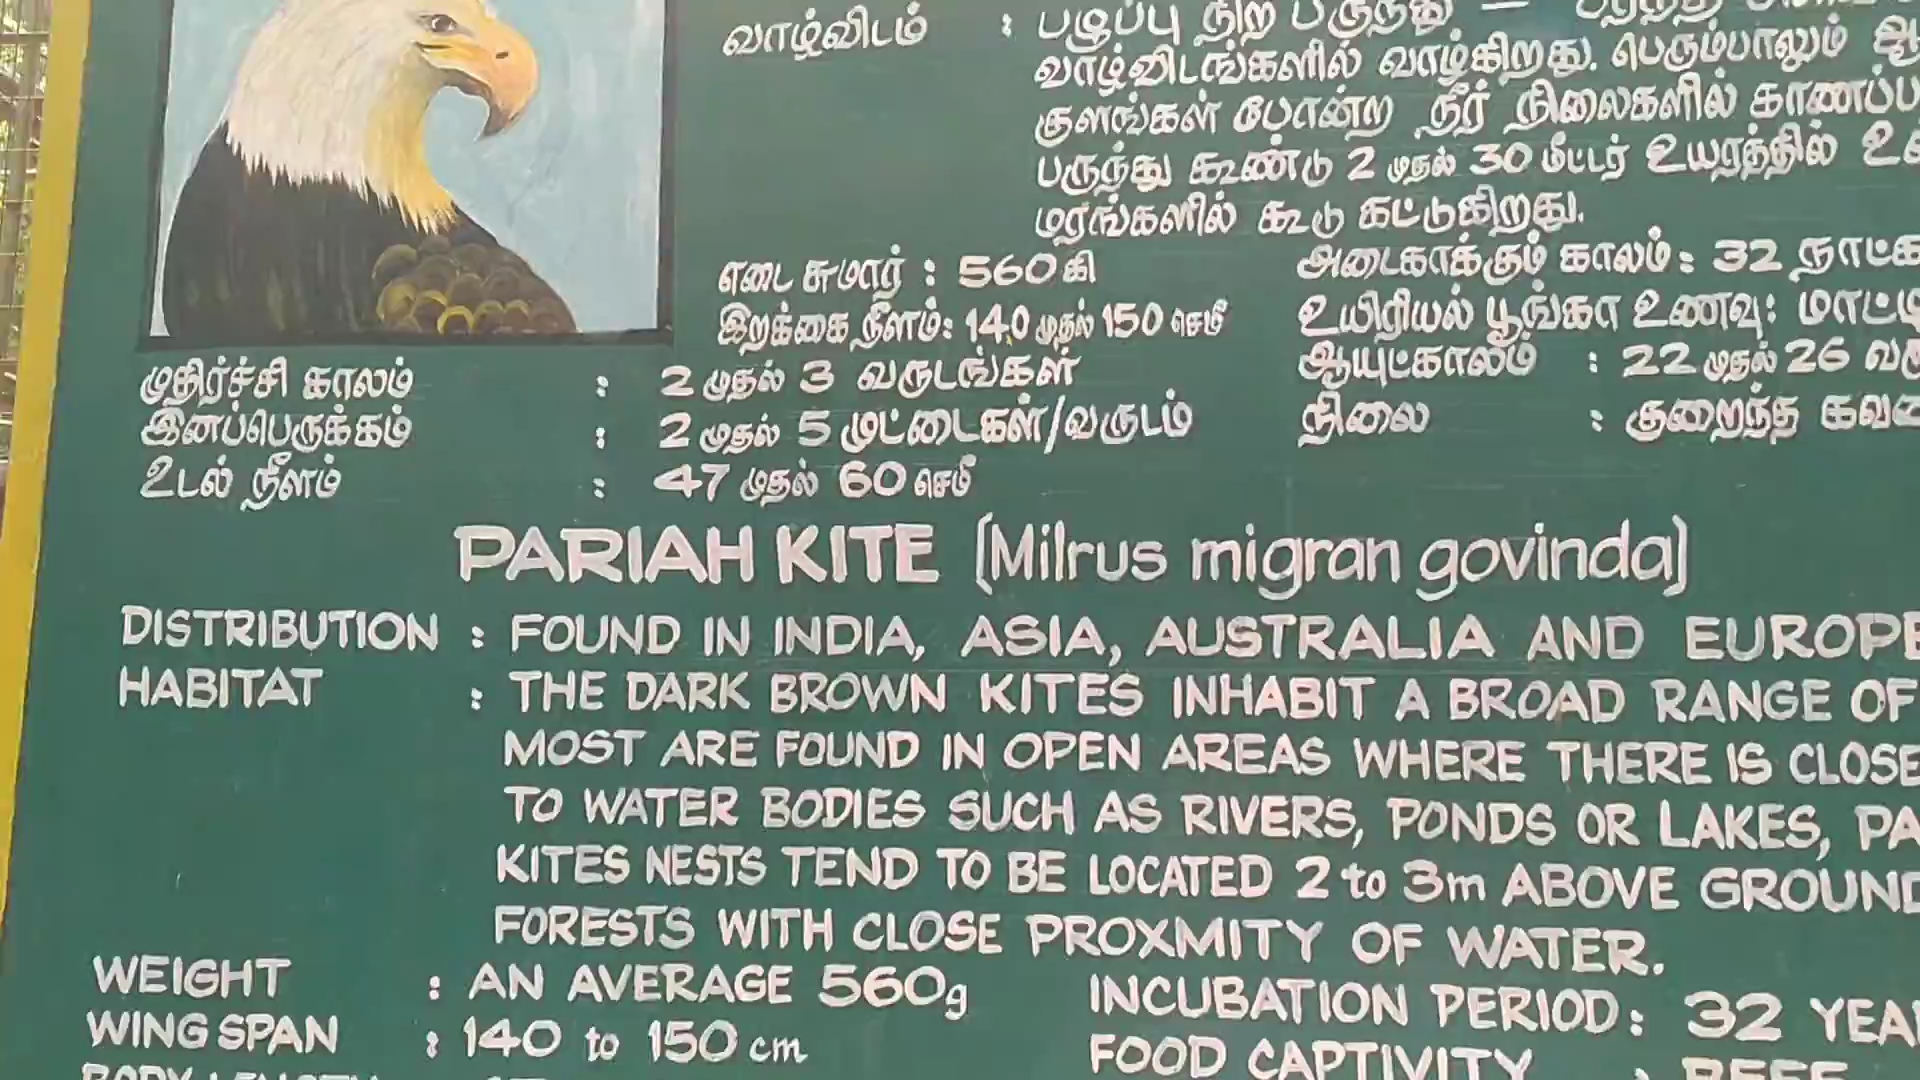 வாழ்விடம் : பழுப்பு நிற பருந்து —
வாழ்விடங்களில் வாழ்கிறது. பெரும்பாலும்
குளங்கள் போன்ற நீர் நிலைகளில்
பருந்து கூண்டு 2 முதல் 30 மீட்டர் உயரத்தில்
மரங்களில் கூடு கட்டுகிறது.
எடை சுமார் : 560கி அடைகாக்கும் காலம் : 32
இறக்கை நீளம்: 140 முதல் 150 செமீ உயிரியல் பூங்கா உணவு:
முதிர்ச்சி காலம் : 2 முதல் 3 வருடங்கள் ஆயுட்காலம் : 22 முதல் 26
இனப்பெருக்கம் : 2 முதல் 5 முட்டைகள்/வருடம் நிலை : குறைந்த
உடல் நீளம் : 47 முதல் 60 செமீ
PARIAH KITE (Milrus migran govinda)
DISTRIBUTION : FOUND IN INDIA, ASIA, AUSTRALIA AND EUROPE
HABITAT : THE DARK BROWN KITES INHABIT A BROAD RANGE OF
MOST ARE FOUND IN OPEN AREAS WHERE THERE IS CLOSE
TO WATER BODIES SUCH AS RIVERS, PONDS OR LAKES,
KITES NESTS TEND TO BE LOCATED 2 to 3m ABOVE GROUND
FORESTS WITH CLOSE PROXMITY OF WATER.
WEIGHT : AN AVERAGE 560g INCUBATION PERIOD : 32
WING SPAN : 140 to 150 cm FOOD CAPTIVITY :